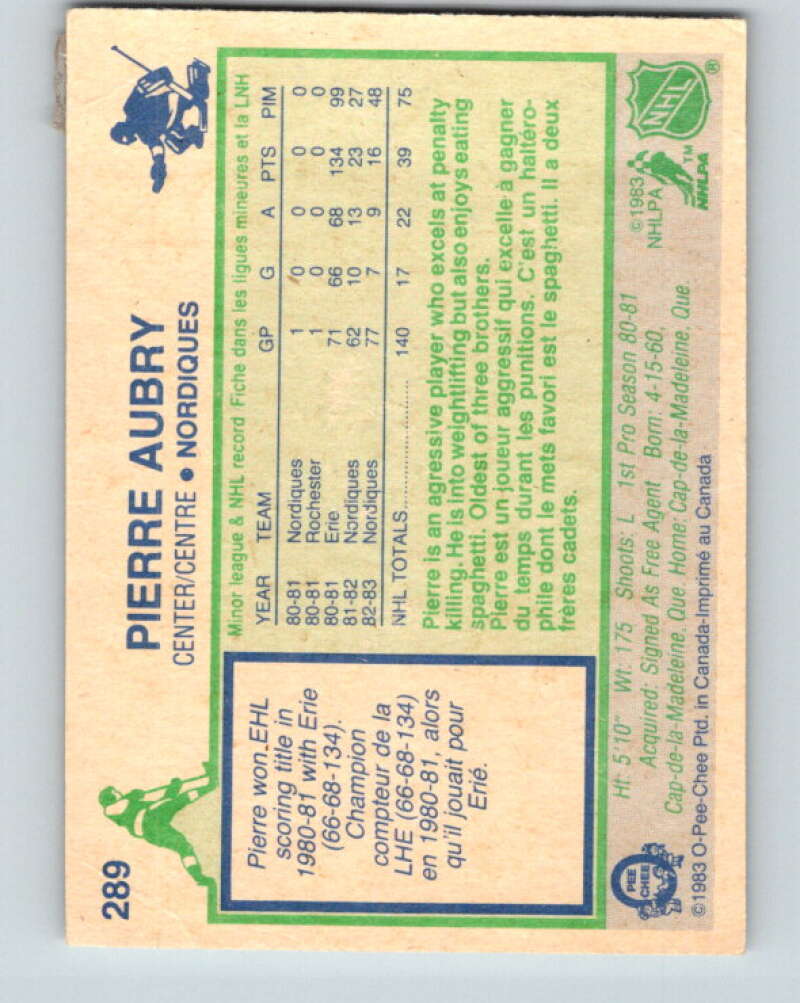 289
PIERRE AUBRY
CENTER/CENTRE • NORDIQUES
Pierre won EHL
scoring title in
1980-81 with Erie
(66-68-134).
Champion
compteur de la
LHE (66-68-134)
en 1980-81, alors
qu'il jouait pour
Erié.
Minor league & NHL record Fiche dans les ligues mineures et la LNH
YEAR TEAM GP G A PTS PIM
80-81 Nordiques 1 0 0 0 0
80-81 Rochester 1 0 0 0 0
80-81 Erie 71 66 68 134 99
81-82 Nordiques 62 10 13 23 27
82-83 Nordiques 77 7 9 16 48
NHL TOTALS 140 17 22 39 75
Pierre is an agressive player who excels at penalty
killing. He is into weightlifting but also enjoys eating
spaghetti. Oldest of three brothers.
Pierre est un joueur aggressif qui excelle à gagner
du temps durant les punitions. C'est un haltéro-
phile dont le mets favori est le spaghetti. Il a deux
frères cadets.
Ht: 5'10" Wt: 175 Shoots: L 1st Pro Season 80-81
Acquired: Signed As Free Agent Born: 4-15-60,
Cap-de-la-Madeleine, Que. Home: Cap-de-la-Madeleine, Que.
©1983
NHLPA
NHLPA
TM
NHL
®
O PEE CHEE
©1983 O-Pee-Chee Ptd. in Canada-Imprimé au Canada